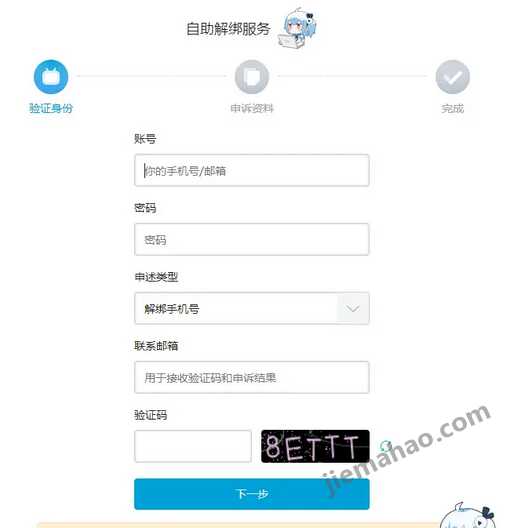 自助解绑服务
验证身份
申诉资料
完成
账号
你的手机号/邮箱
密码
密码
申述类型
解绑手机号
联系邮箱
用于接收验证码和申诉结果
验证码
8ETTT
jiemahao.com
下一步